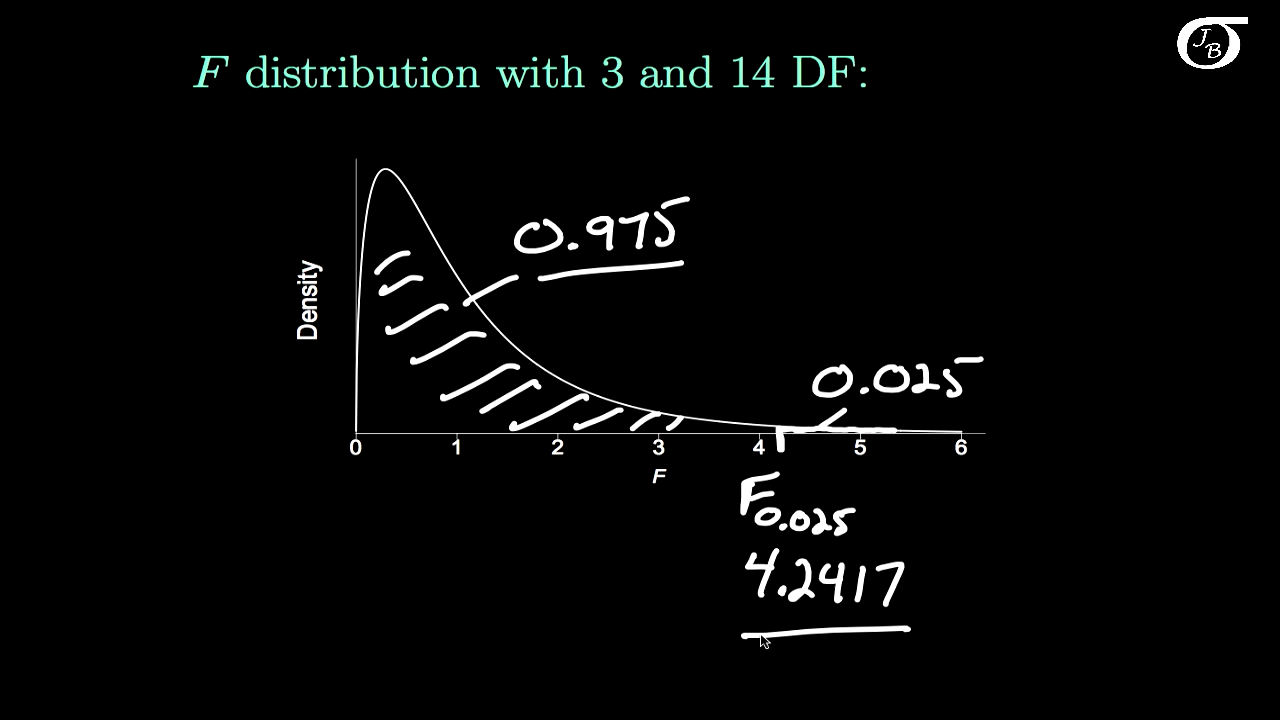 F distribution with 3 and 14 DF:
J
B
0.975
Density
0.025
0 1 2 3 4 5 6
F
F0.025
4.2417